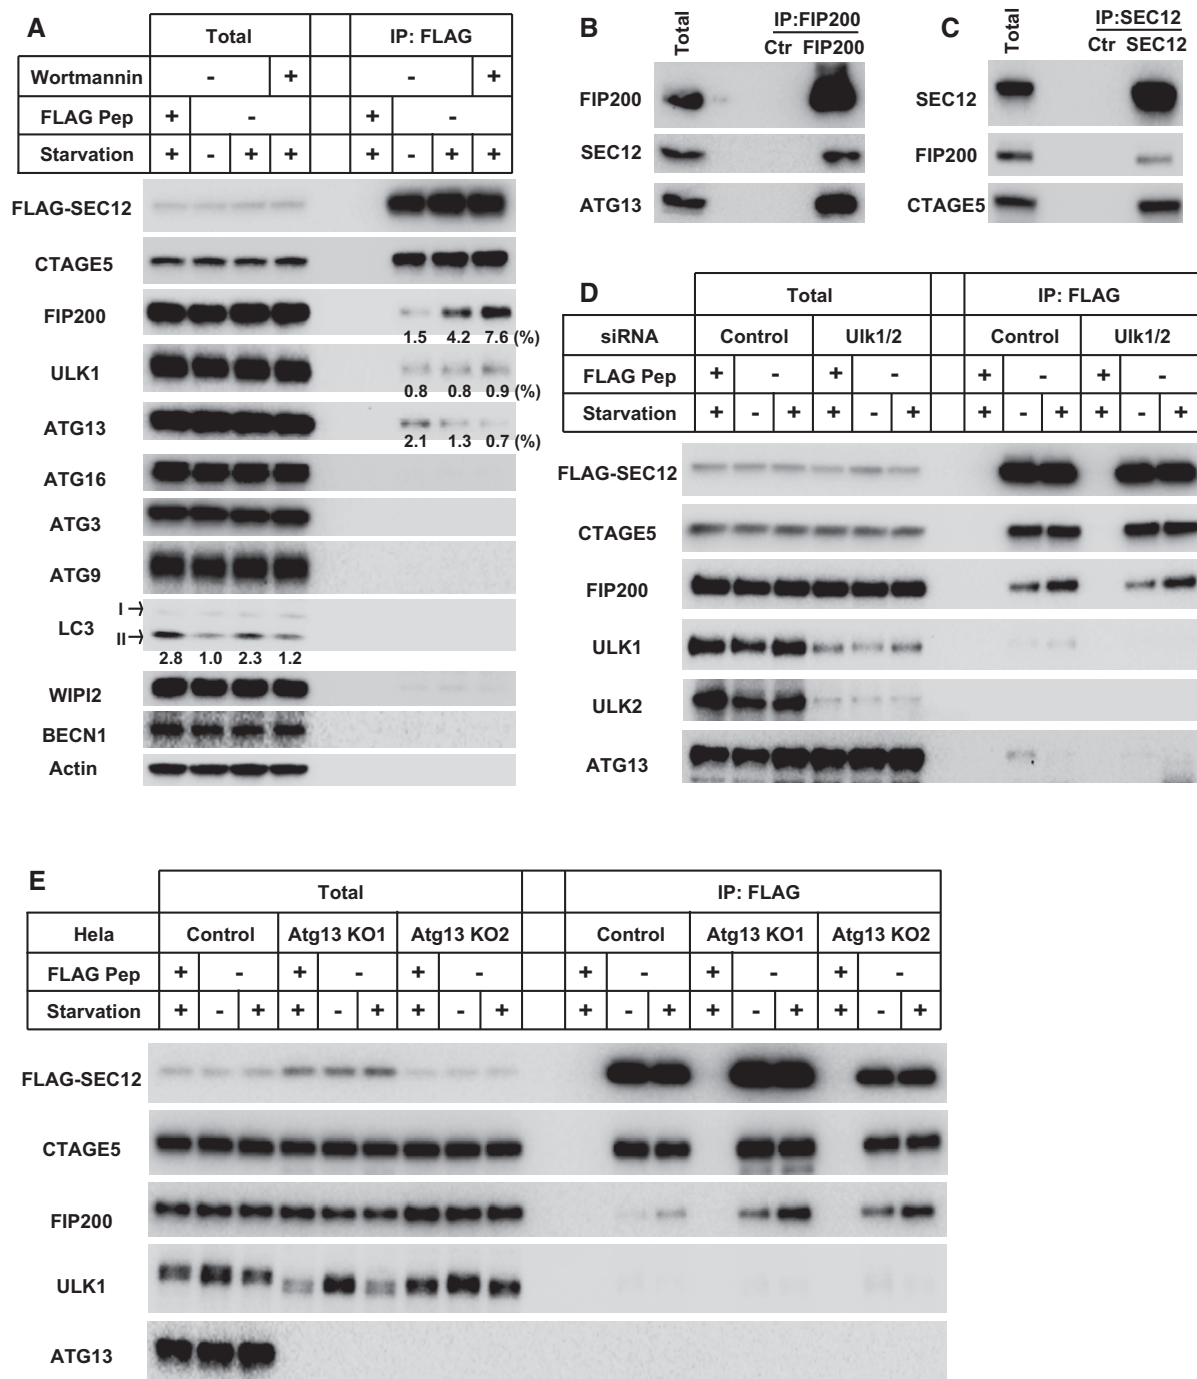 A
Total IP: FLAG
Wortmannin - + - +
FLAG Pep + - + -
Starvation + - + + + - + +
FLAG-SEC12
CTAGE5
FIP200
1.5 4.2 7.6 (%)
ULK1
0.8 0.8 0.9 (%)
ATG13
2.1 1.3 0.7 (%)
ATG16
ATG3
ATG9
I
LC3
II
2.8 1.0 2.3 1.2
WIPI2
BECN1
Actin
B
Total
IP:FIP200
Ctr FIP200
FIP200
SEC12
ATG13
C
Total
IP:SEC12
Ctr SEC12
SEC12
FIP200
CTAGE5
D
Total IP: FLAG
siRNA Control Ulk1/2 Control Ulk1/2
FLAG Pep + - + - + - + -
Starvation + - + + - + + - + + - +
FLAG-SEC12
CTAGE5
FIP200
ULK1
ULK2
ATG13
E
Total IP: FLAG
Hela Control Atg13 KO1 Atg13 KO2 Control Atg13 KO1 Atg13 KO2
FLAG Pep + - + - + - + - + - + -
Starvation + - + + - + + - + + - + + - + + - +
FLAG-SEC12
CTAGE5
FIP200
ULK1
ATG13